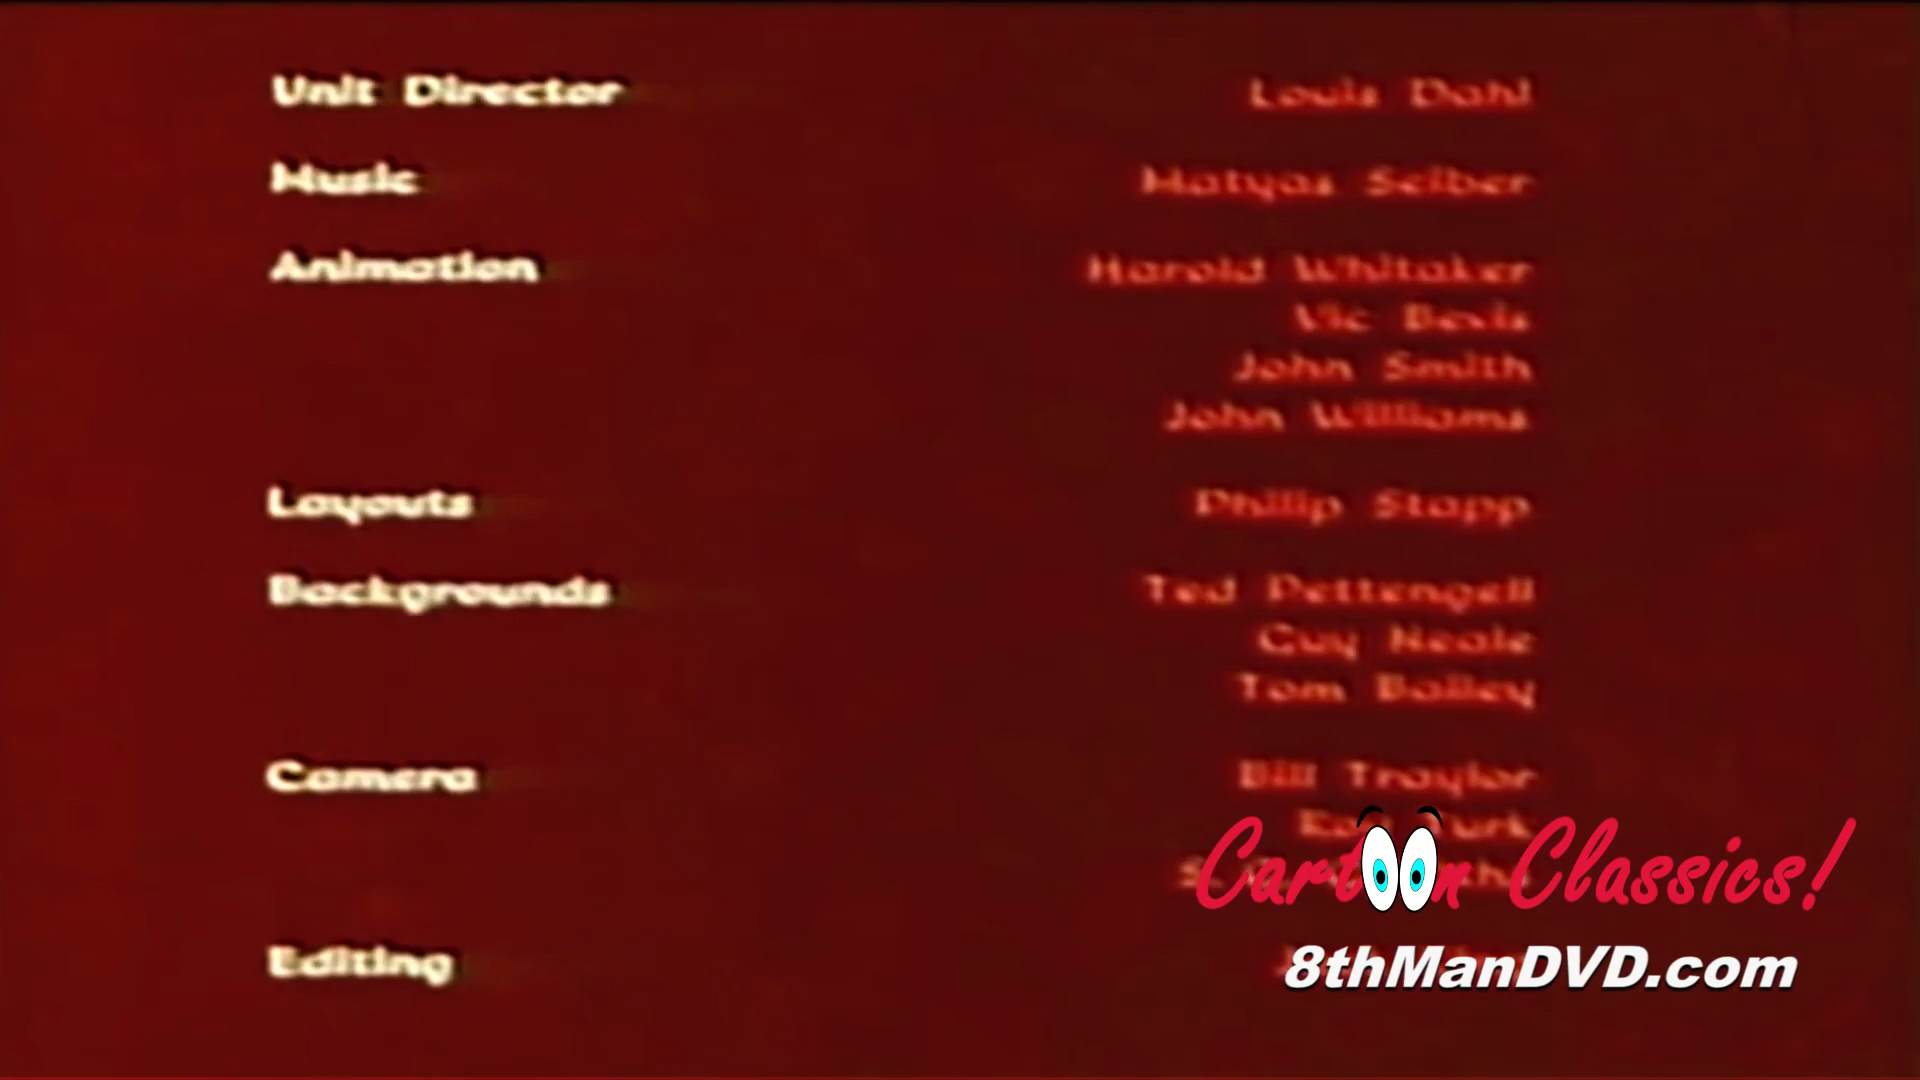 Unit Director Louis Dahl
Music Matyas Seiber
Animation Harold Whitaker
Vic Bevis
John Smith
John Williams
Layouts Philip Stapp
Backgrounds Ted Pettengell
Guy Neale
Tom Bailey
Camera Bill Traylor
Turk
Cartoon Classics!
Editing
8thManDVD.com